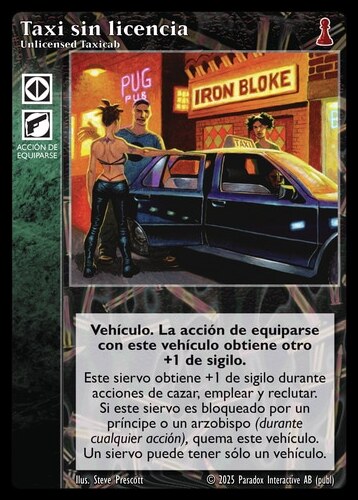 Taxi sin licencia
Unlicensed Taxicab
PUG
PUB
IRON BLOKE
TAXI
ACCIÓN DE
EQUIPARSE
Vehículo. La acción de equiparse
con este vehículo obtiene otro
+1 de sigilo.
Este siervo obtiene +1 de sigilo durante
acciones de cazar, emplear y reclutar.
Si este siervo es bloqueado por un
príncipe o un arzobispo (durante
cualquier acción), quema este vehículo.
Un siervo puede tener sólo un vehículo.
Illus. Steve Prescott
© 2025 Paradox Interactive AB (publ)